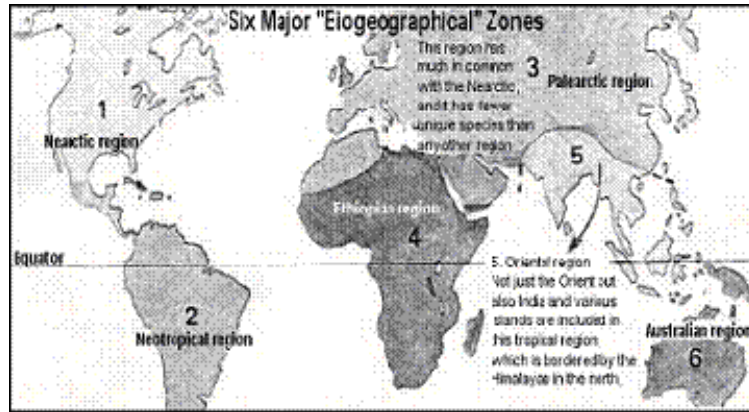 Six Major "Eiogeographical" Zones
This region has
much in common
with the Nearctic,
and it has fewer
unique species than
any other region
3
Palearctic region
1
Nearctic region
5
Ethiopian region
4
Equator
5. Oriental region
Not just the Orient but
also India and various
islands are included in
this tropical region
which is bordered by the
Himalayas in the north.
2
Neotropical region
Australian region
6